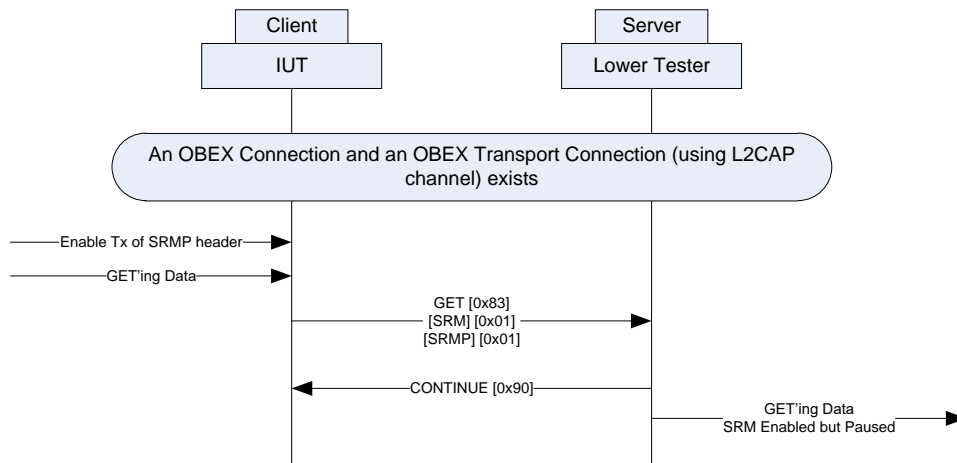 Client
Server
IUT
Lower Tester
An OBEX Connection and an OBEX Transport Connection (using L2CAP
channel) exists
Enable Tx of SRMP header
GET'ing Data
GET [0x83]
[SRM] [0x01]
[SRMP] [0x01]
CONTINUE [0x90]
GET'ing Data
SRM Enabled but Paused